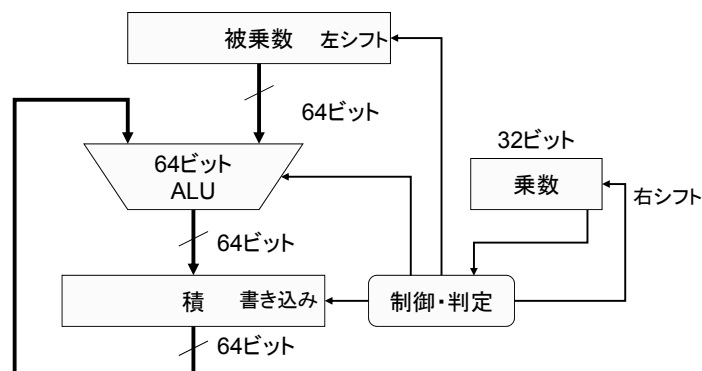 被乗数 左シフト
64ビット
64ビット
ALU
32ビット
乗数
右シフト
64ビット
積 書き込み
制御・判定
64ビット